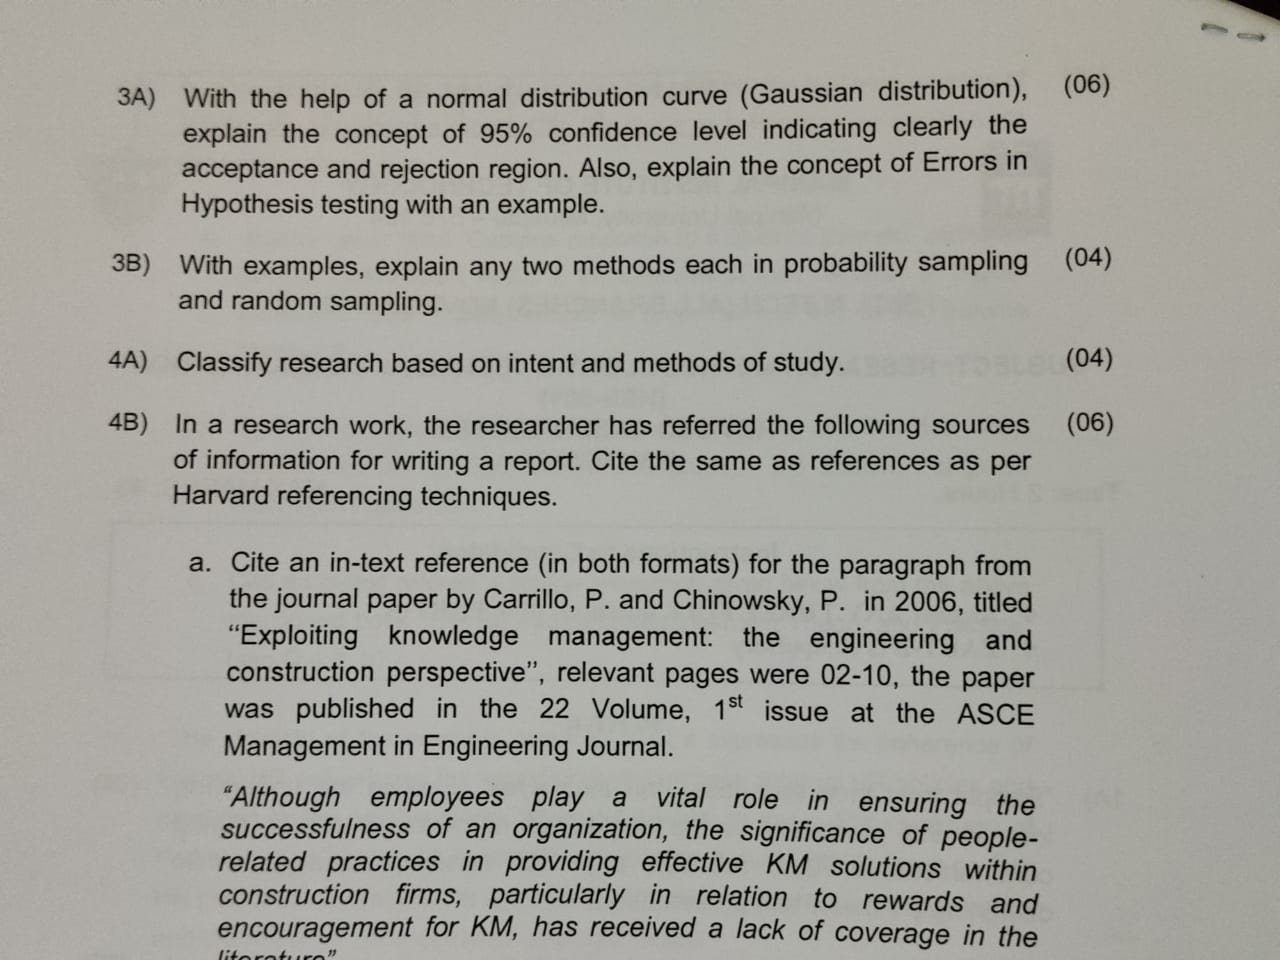 3A) With the help of a normal distribution curve (Gaussian distribution), (06)
explain the concept of 95% confidence level indicating clearly the
acceptance and rejection region. Also, explain the concept of Errors in
Hypothesis testing with an example.
3B) With examples, explain any two methods each in probability sampling (04)
and random sampling.
4A) Classify research based on intent and methods of study. (04)
4B) In a research work, the researcher has referred the following sources (06)
of information for writing a report. Cite the same as references as per
Harvard referencing techniques.
a. Cite an in-text reference (in both formats) for the paragraph from
the journal paper by Carrillo, P. and Chinowsky, P. in 2006, titled
“Exploiting knowledge management: the engineering and
construction perspective”, relevant pages were 02-10, the paper
was published in the 22 Volume, 1st issue at the ASCE
Management in Engineering Journal.
“Although employees play a vital role in ensuring the
successfulness of an organization, the significance of people-
related practices in providing effective KM solutions within
construction firms, particularly in relation to rewards and
encouragement for KM, has received a lack of coverage in the
literature”